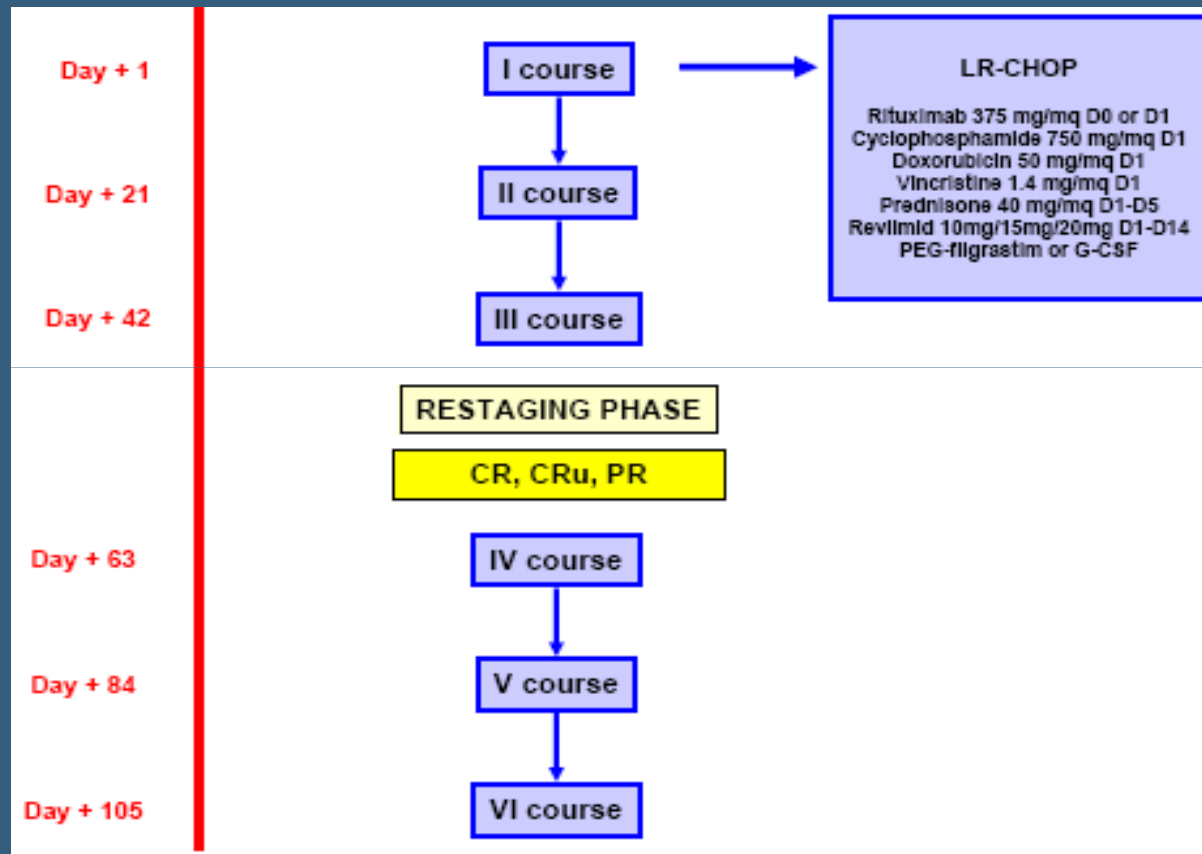 Day + 1
I course
LR-CHOP
Rituximab 375 mg/mq D0 or D1
Cyclophosphamide 750 mg/mq D1
Doxorubicin 50 mg/mq D1
Vincristine 1.4 mg/mq D1
Prednisone 40 mg/mq D1-D5
Revlimid 10mg/15mg/20mg D1-D14
PEG-filgrastim or G-CSF
Day + 21
II course
Day + 42
III course
RESTAGING PHASE
CR, CRu, PR
Day + 63
IV course
Day + 84
V course
Day + 105
VI course